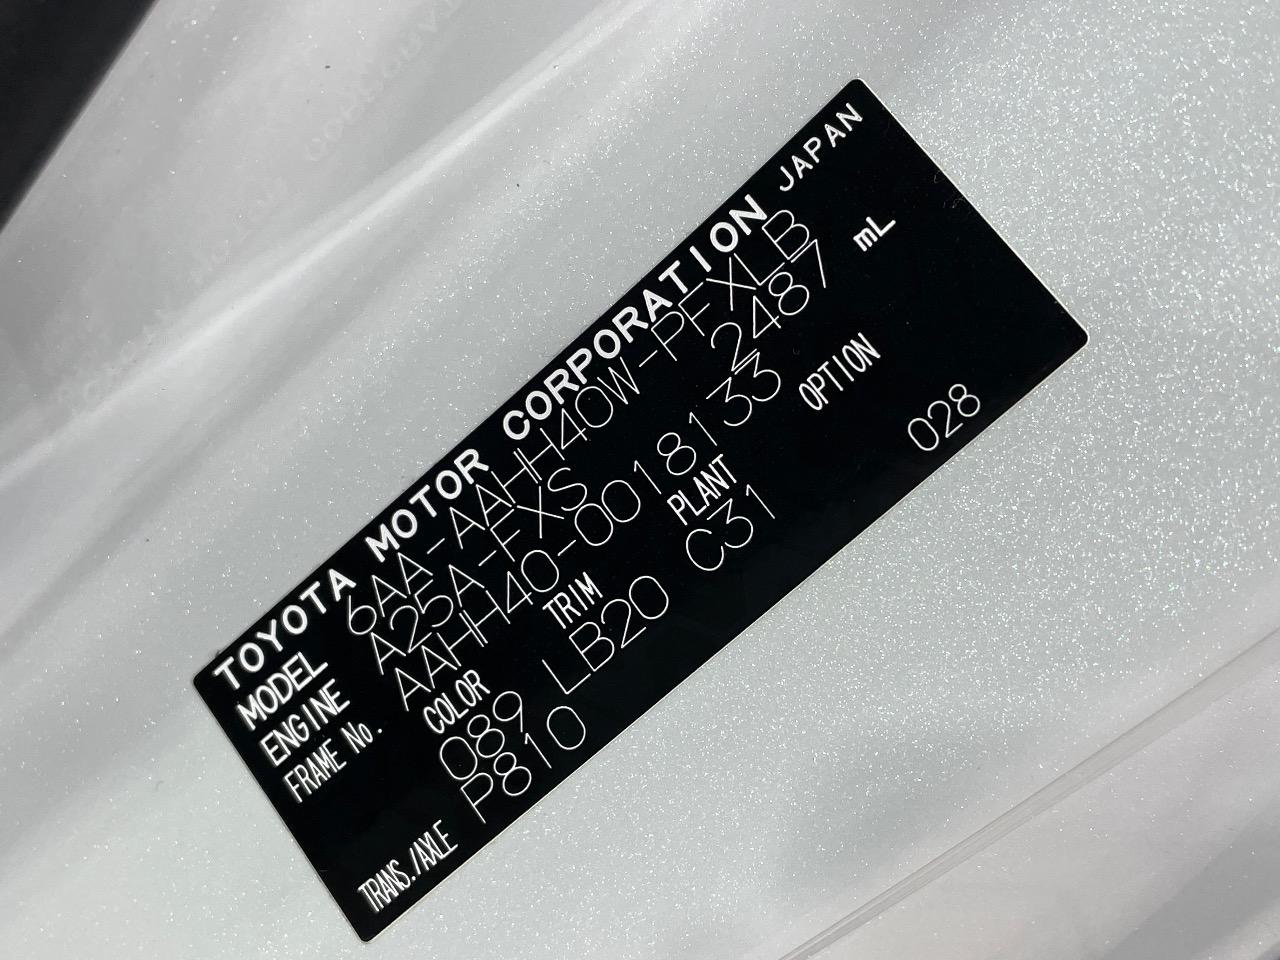 TOYOTA MOTOR CORPORATION JAPAN
MODEL 6AA-AAHH40W-PFXLB
ENGINE A25A-FXS 2487 mL
FRAME No. AAHH40-0018133
COLOR TRIM PLANT OPTION
089 LB20 C31 028
TRANS./AXLE P810